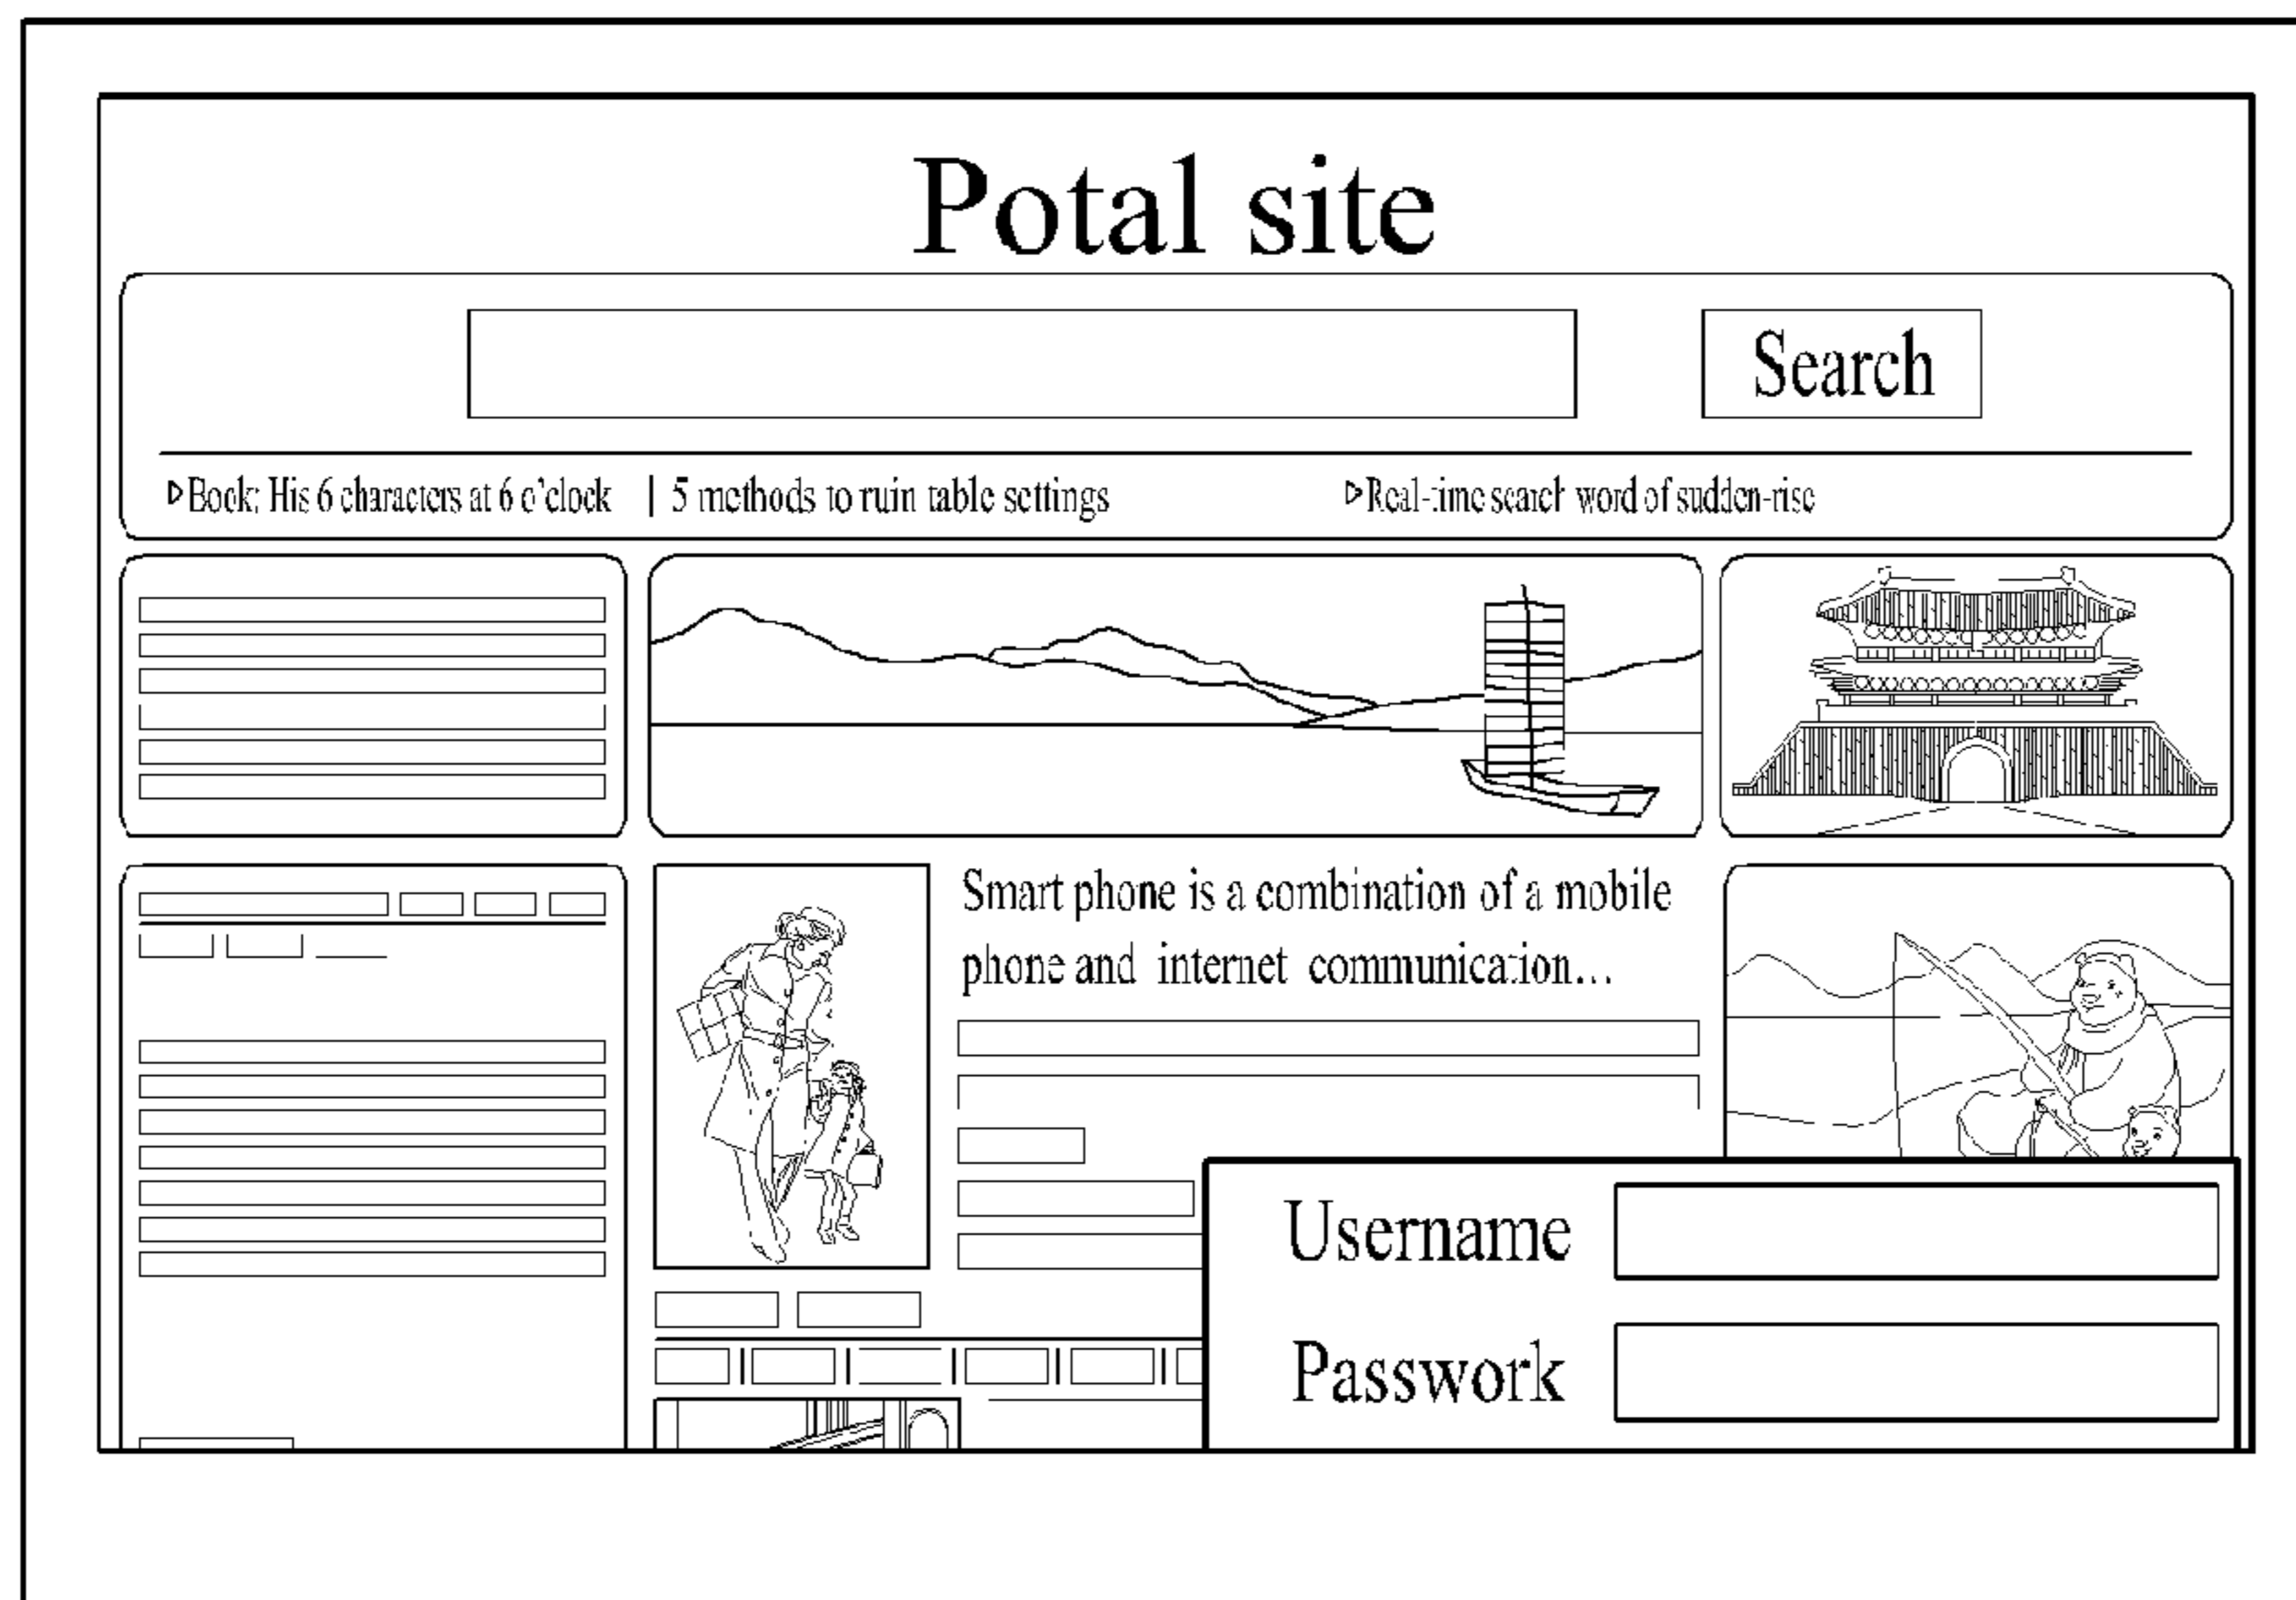 Potal site
Search
▷Book; His 6 characters at 6 o'clock | 5 methods to ruin table settings ▷Real-time search word of sudden-rise
Smart phone is a combination of a mobile
phone and internet communication...
Username
Passwork